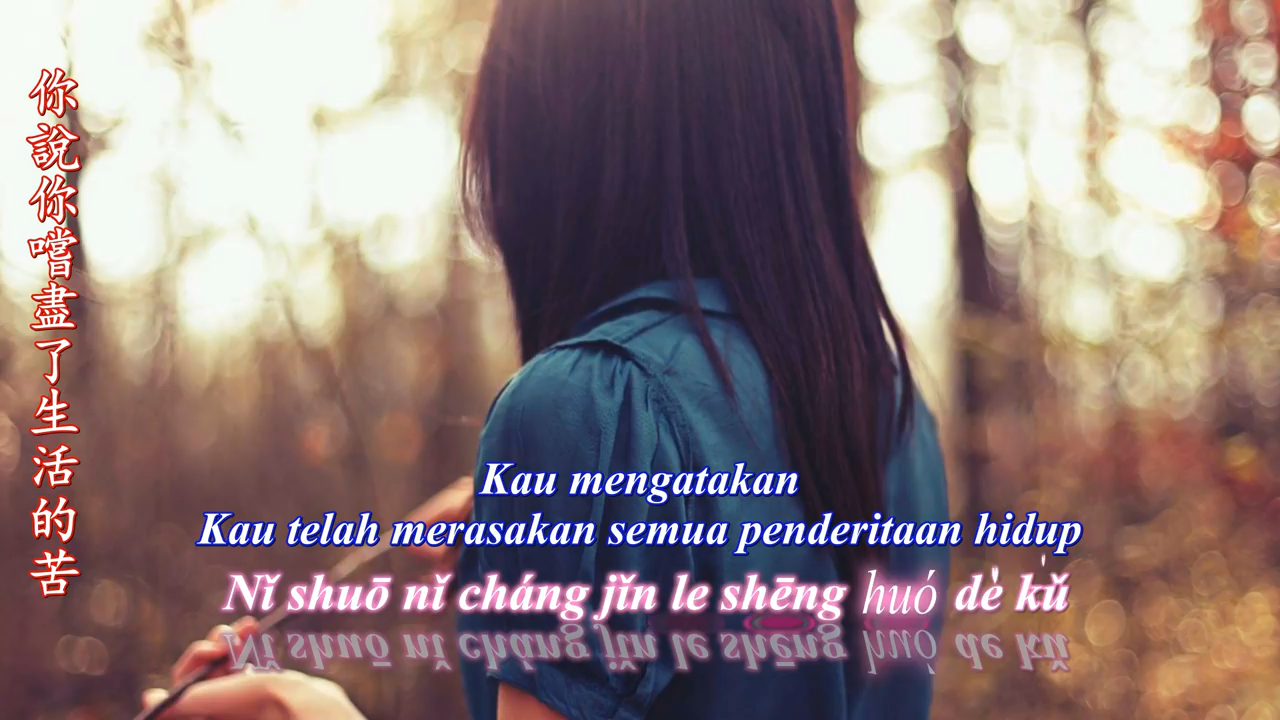 你說你嚐盡了生活的苦
Kau mengatakan
Kau telah merasakan semua penderitaan hidup
Nǐ shuō nǐ cháng jǐn le shēng huó de kǔ